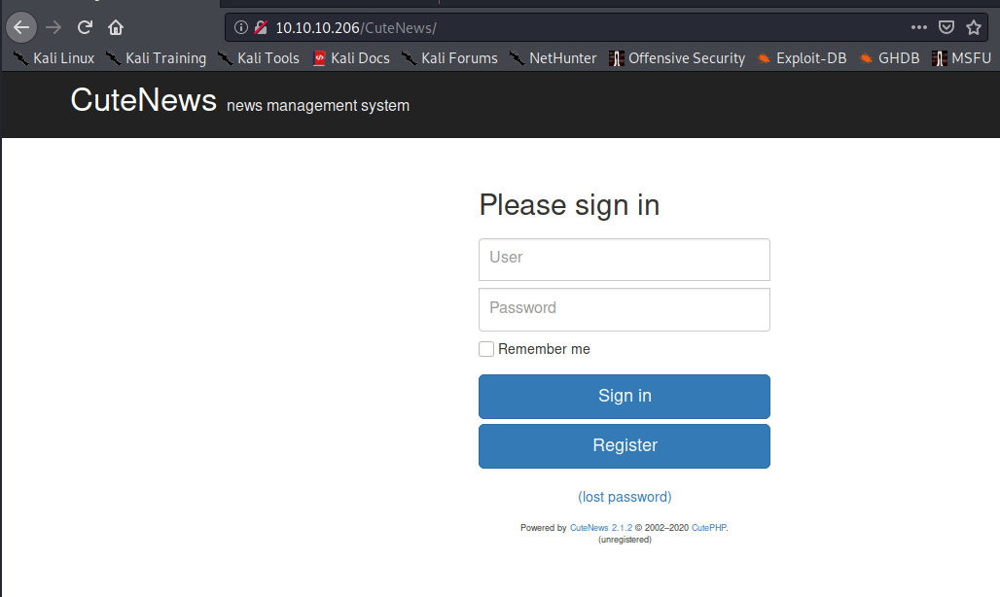 10.10.10.206/CuteNews/
Kali Linux Kali Training Kali Tools Kali Docs Kali Forums NetHunter Offensive Security Exploit-DB GHDB MSFU
CuteNews news management system
Please sign in
User
Password
Remember me
Sign in
Register
(lost password)
Powered by CuteNews 2.1.2 © 2002–2020 CutePHP.
(unregistered)